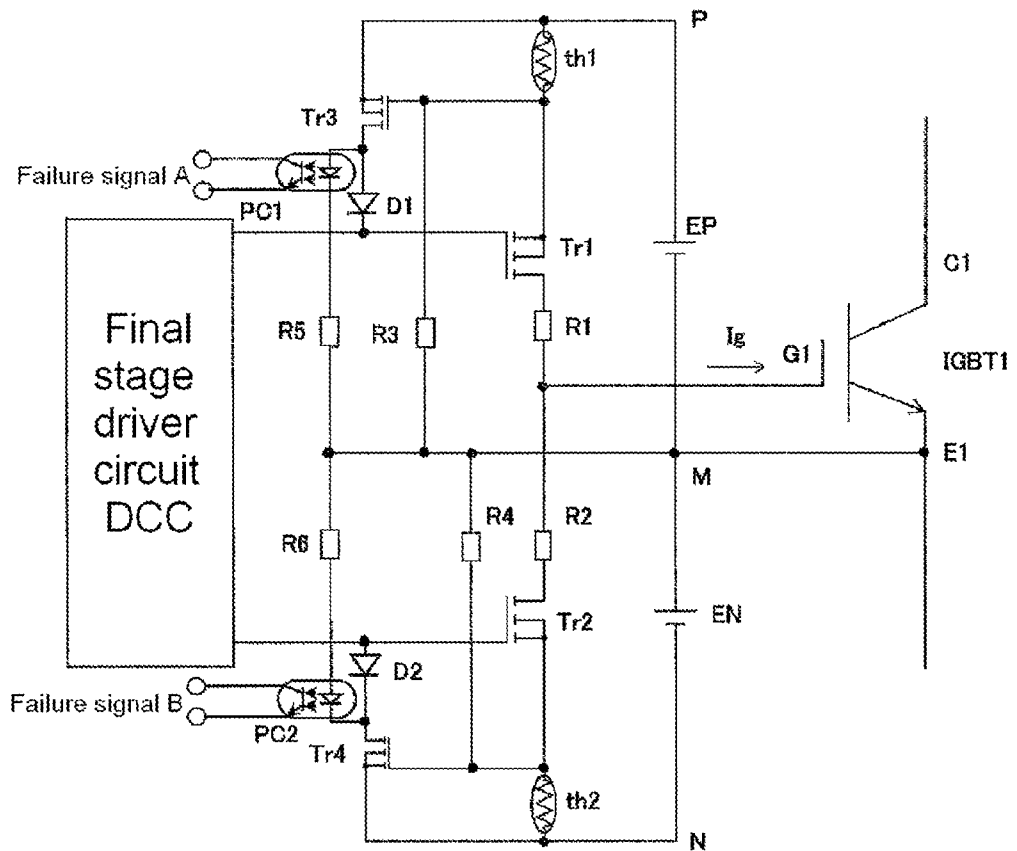 P
th1
Tr3
Failure signal A
PC1
D1
Tr1
EP
C1
Final
stage
driver
circuit
DCC
R5
R3
R1
Ig
G1
IGBT1
E1
M
R4
R2
R6
Tr2
EN
D2
Failure signal B
PC2
Tr4
th2
N